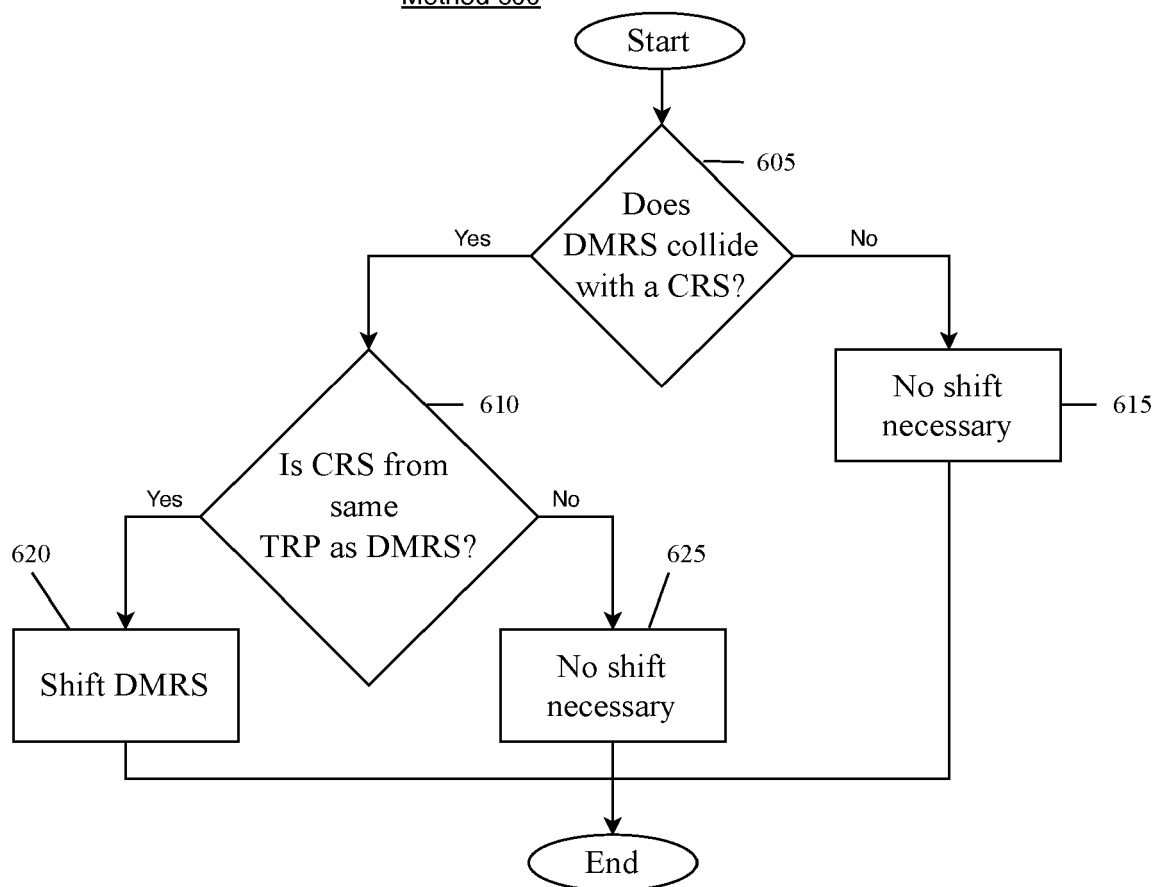 Method 600
Start
605
Does
DMRS collide
with a CRS?
Yes
No
610
No shift
necessary
615
Is CRS from
same
TRP as DMRS?
Yes
No
620
625
Shift DMRS
No shift
necessary
End